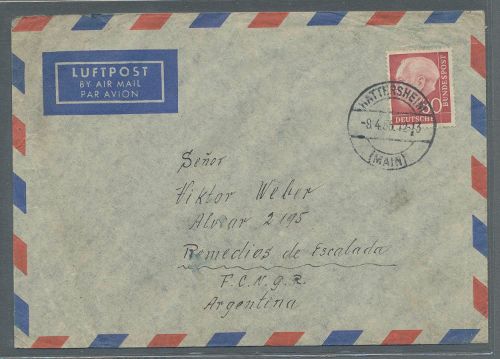 LUFTPOST
BY AIR MAIL
PAR AVION
DEUTSCHE
BUNDESPOST
HATTERSHEIM
(MAIN)
Señor
Viktor Weber
Alvear 2195
Remedios de Escalada
F.C.N.G.R.
Argentina